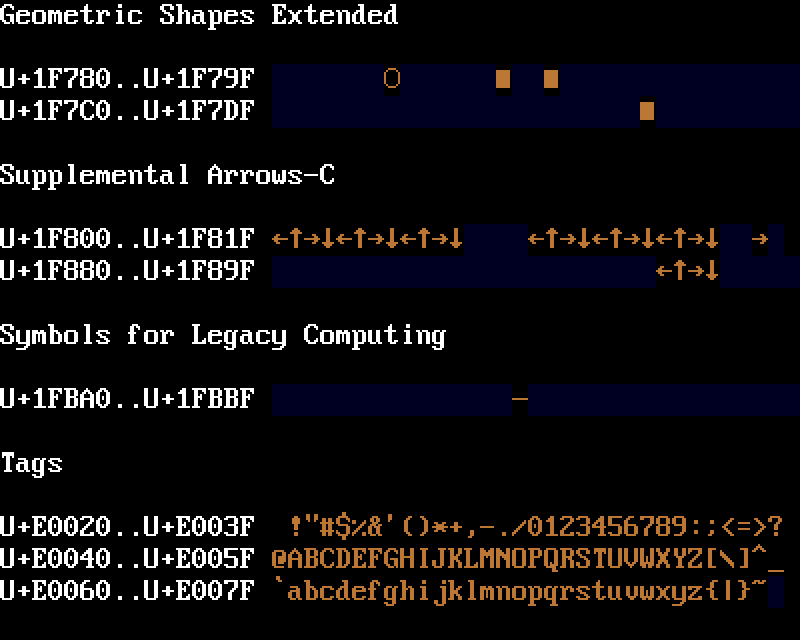 Geometric Shapes Extended
U+1F780..U+1F79F O ■ ■
U+1F7C0..U+1F7DF ■
Supplemental Arrows-C
U+1F800..U+1F81F ←↑→↓←↑→↓←↑→↓ ←↑→↓←↑→↓←↑→↓ →
U+1F880..U+1F89F ←↑→↓
Symbols for Legacy Computing
U+1FBA0..U+1FBBF ─
Tags
U+E0020..U+E003F !"#$%&'()*+,-./0123456789:;<=>?
U+E0040..U+E005F @ABCDEFGHIJKLMNOPQRSTUVWXYZ[\]^_
U+E0060..U+E007F `abcdefghijklmnopqrstuvwxyz{|}~